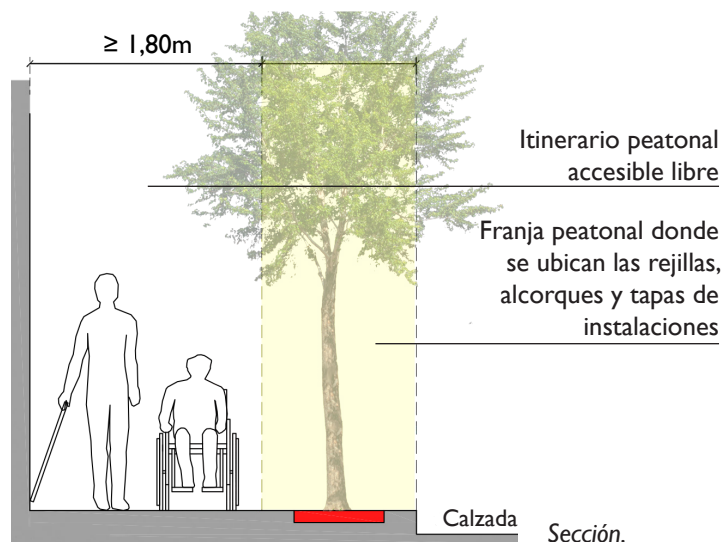 ≥ 1,80m
Itinerario peatonal
accesible libre
Franja peatonal donde
se ubican las rejillas,
alcorques y tapas de
instalaciones
Calzada
Sección.